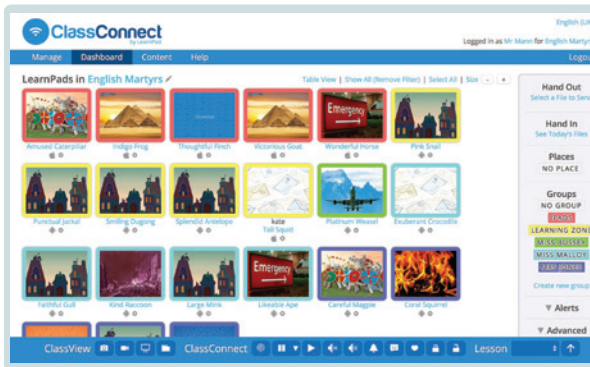 ClassConnect
by LearnPad
English (UK
Logged in as Mr Mann for English Martyr
Manage Dashboard Content Help Logou
LearnPads in English Martyrs
Table View | Show All (Remove Filter) | Select All | Size - +
Amused Caterpillar Indigo Frog Thoughtful Finch Victorious Goat Wonderful Horse Pink Snail
Emergency
Punctual Jackal Smiling Dugong Splendid Antelope kate Platinum Weasel Exuberant Crocodile
Tall Squid
Emergency
Faithful Gull Kind Raccoon Large Mink Likeable Ape Careful Magpie Coral Squirrel
Hand Out
Select a File to Send
Hand In
See Today's Files
Places
NO PLACE
Groups
NO GROUP
LEARNING ZONE
MISS BUSSEY
MISS MALLOY
Create new group
Alerts
Advanced
ClassView ClassConnect Lesson